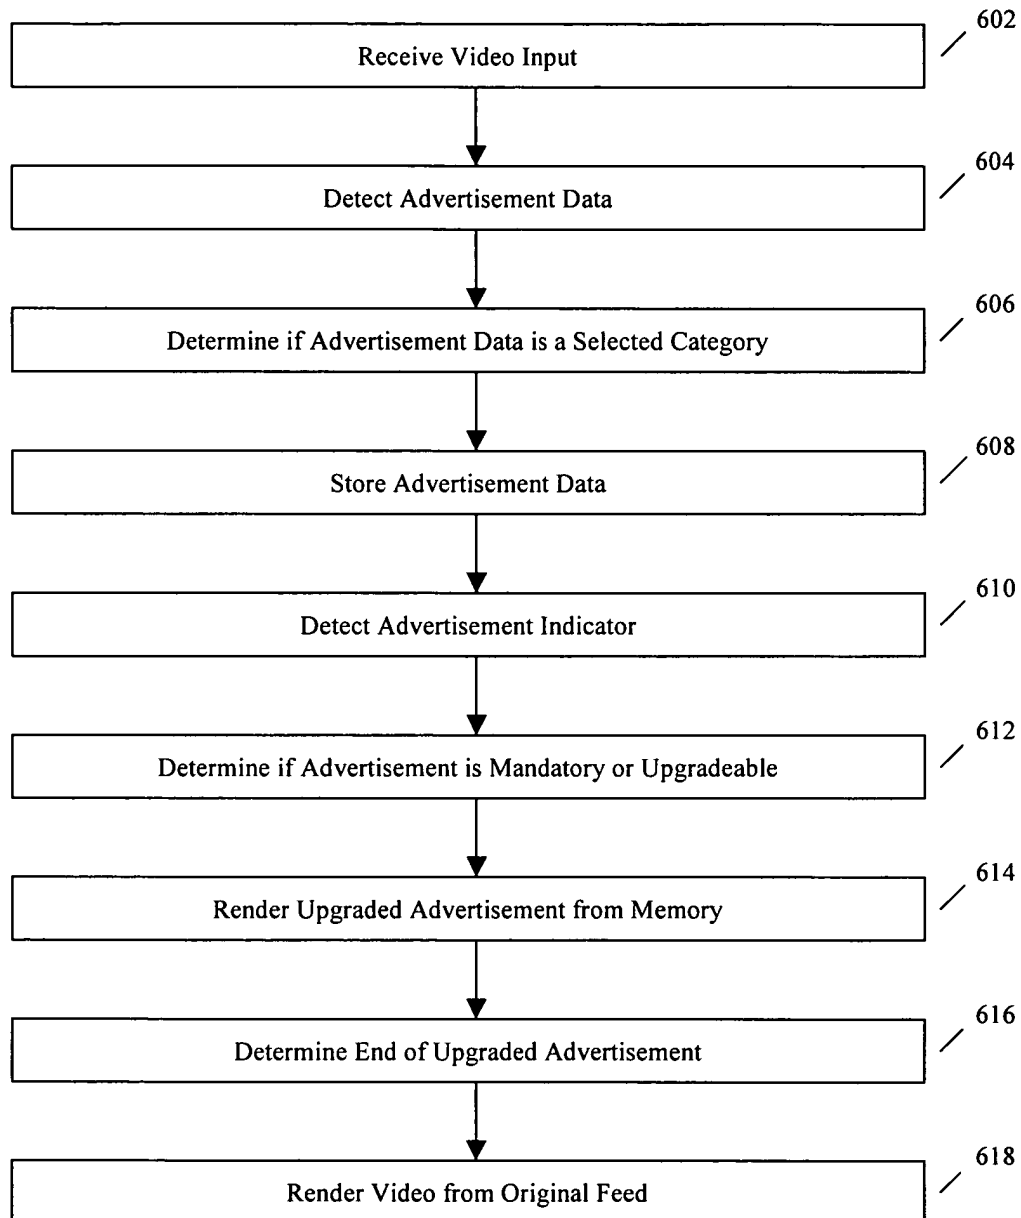 602
Receive Video Input
604
Detect Advertisement Data
606
Determine if Advertisement Data is a Selected Category
608
Store Advertisement Data
610
Detect Advertisement Indicator
612
Determine if Advertisement is Mandatory or Upgradeable
614
Render Upgraded Advertisement from Memory
616
Determine End of Upgraded Advertisement
618
Render Video from Original Feed